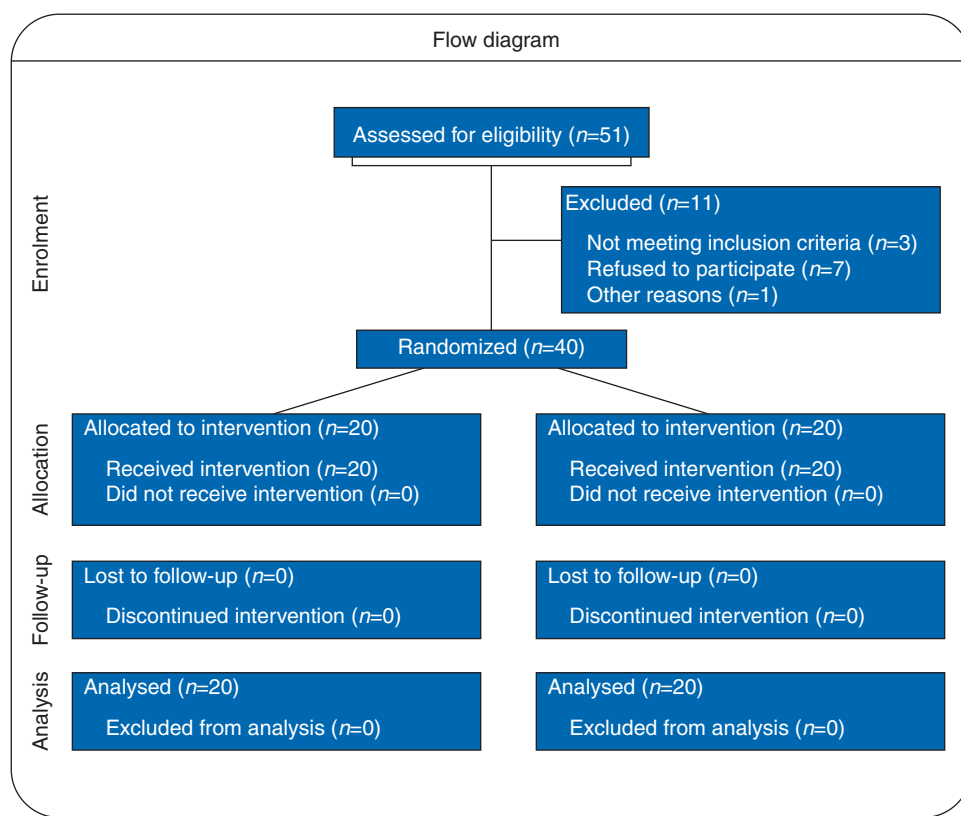 Flow diagram
Enrolment
Assessed for eligibility (n=51)
Excluded (n=11)
Not meeting inclusion criteria (n=3)
Refused to participate (n=7)
Other reasons (n=1)
Randomized (n=40)
Allocation
Allocated to intervention (n=20)
Received intervention (n=20)
Did not receive intervention (n=0)
Allocated to intervention (n=20)
Received intervention (n=20)
Did not receive intervention (n=0)
Follow-up
Lost to follow-up (n=0)
Discontinued intervention (n=0)
Lost to follow-up (n=0)
Discontinued intervention (n=0)
Analysis
Analysed (n=20)
Excluded from analysis (n=0)
Analysed (n=20)
Excluded from analysis (n=0)